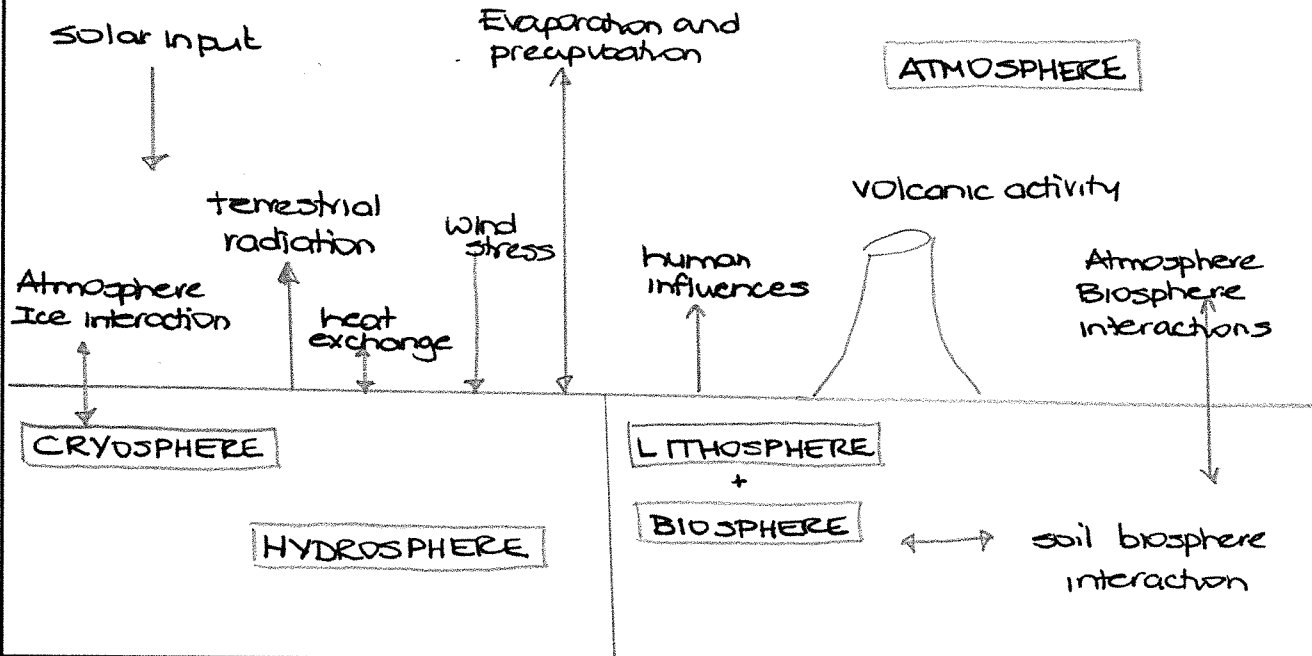 Solar input
Evaporation and
precipitation
ATMOSPHERE
volcanic activity
terrestrial
radiation
wind
stress
human
influences
Atmosphere
Biosphere
interactions
Atmosphere
Ice interaction
heat
exchange
CRYOSPHERE
LITHOSPHERE
+
BIOSPHERE
HYDROSPHERE
soil biosphere
interaction